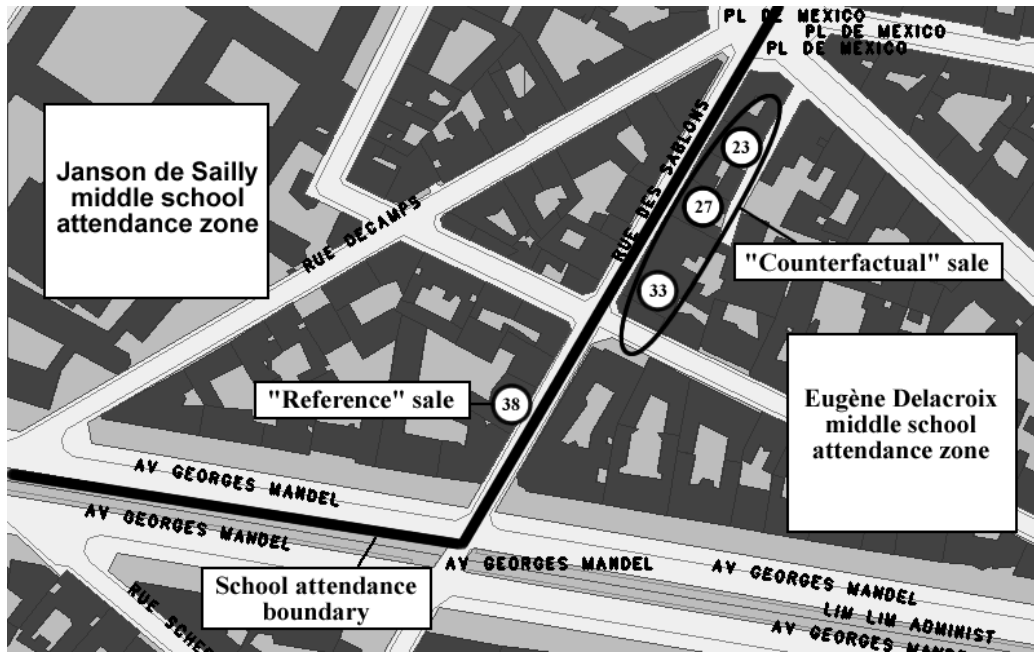 PL DE MEXICO
PL DE MEXICO
PL DE MEXICO
Janson de Sailly
middle school
attendance zone
RUE DECAMPS
RUE DES SABLONS
23
27
33
"Counterfactual" sale
"Reference" sale
38
Eugène Delacroix
middle school
attendance zone
AV GEORGES MANDEL
AV GEORGES MANDEL
School attendance
boundary
AV GEORGES MANDEL
AV GEORGES MANDEL
LIM LIM ADMINIST
AV GEORGES MANDEL